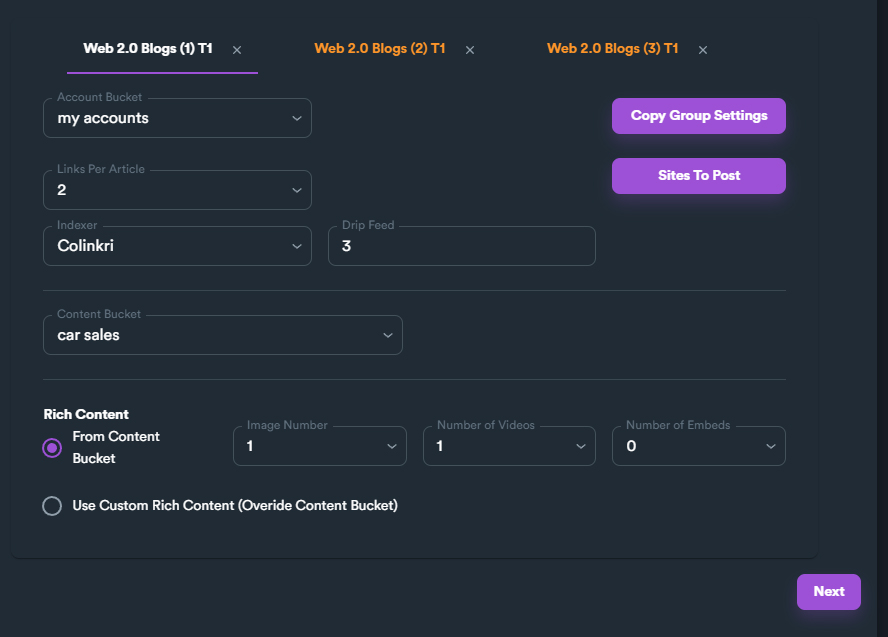 Web 2.0 Blogs (1) T1 ×
Web 2.0 Blogs (2) T1 ×
Web 2.0 Blogs (3) T1 ×
Account Bucket
my accounts
Copy Group Settings
Links Per Article
2
Sites To Post
Indexer
Colinkri
Drip Feed
3
Content Bucket
car sales
Rich Content
From Content
Bucket
Image Number
1
Number of Videos
1
Number of Embeds
0
Use Custom Rich Content (Overide Content Bucket)
Next